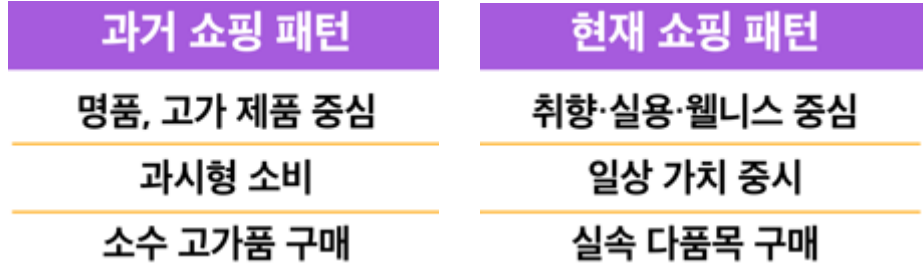 과거 쇼핑 패턴
명품, 고가 제품 중심
과시형 소비
소수 고가품 구매
현재 쇼핑 패턴
취향·실용·웰니스 중심
일상 가치 중시
실속 다품목 구매